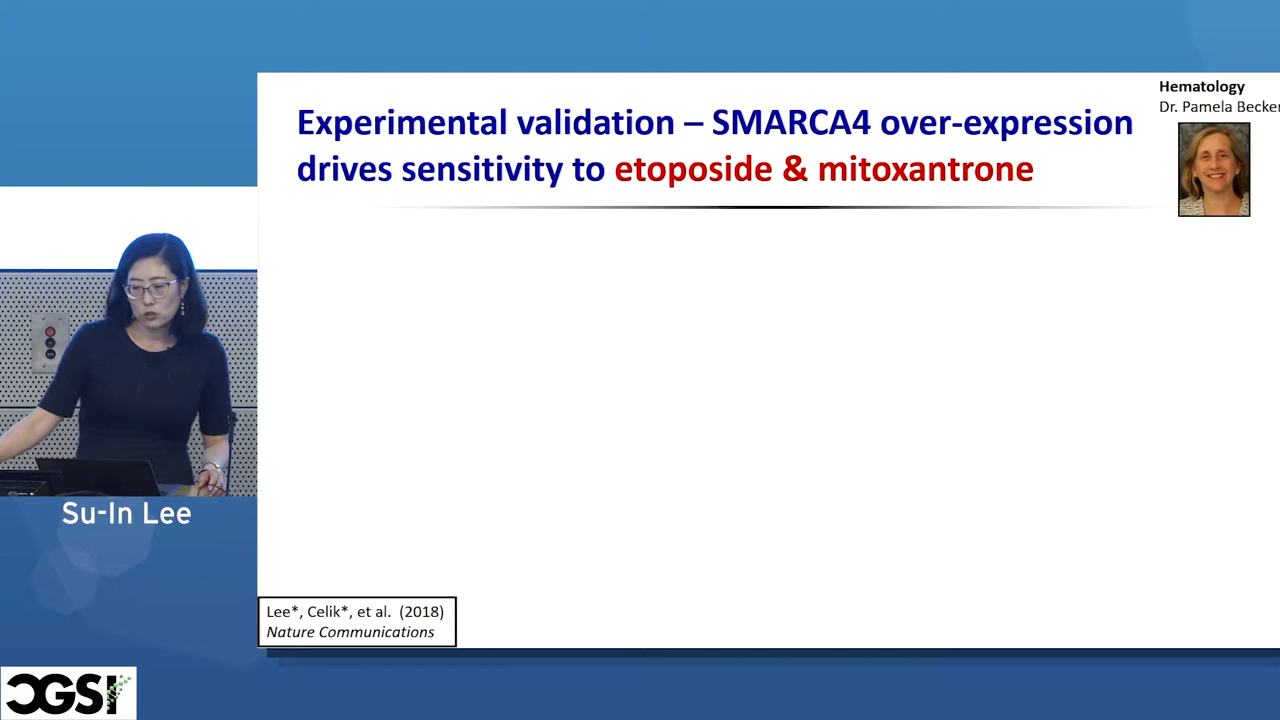 Hematology
Dr. Pamela Becker
Experimental validation – SMARCA4 over-expression
drives sensitivity to etoposide & mitoxantrone
Su-In Lee
Lee*, Celik*, et al. (2018)
Nature Communications
CGSI